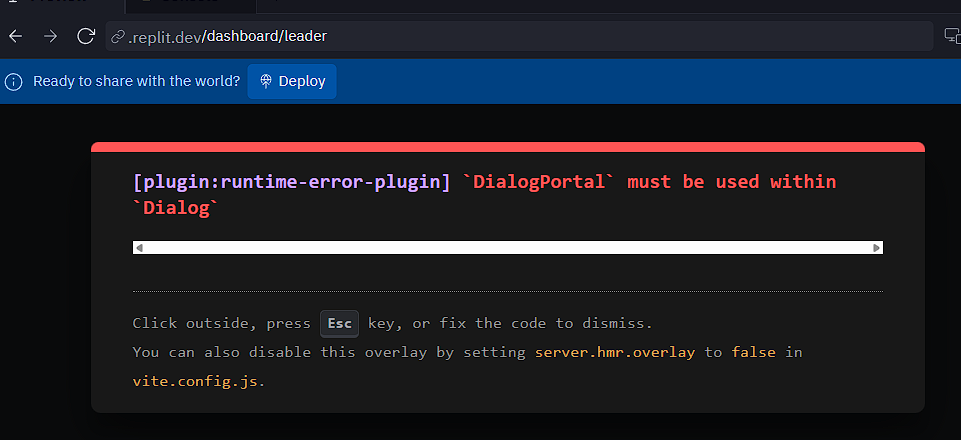 .replit.dev/dashboard/leader
Ready to share with the world? Deploy
[plugin:runtime-error-plugin] `DialogPortal` must be used within
`Dialog`
Click outside, press Esc key, or fix the code to dismiss.
You can also disable this overlay by setting server.hmr.overlay to false in
vite.config.js.